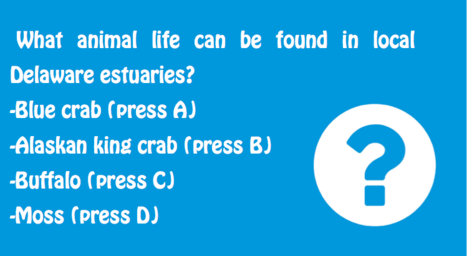 What animal life can be found in local
Delaware estuaries?
-Blue crab (press A)
-Alaskan king crab (press B)
-Buffalo (press C)
-Moss (press D)
?